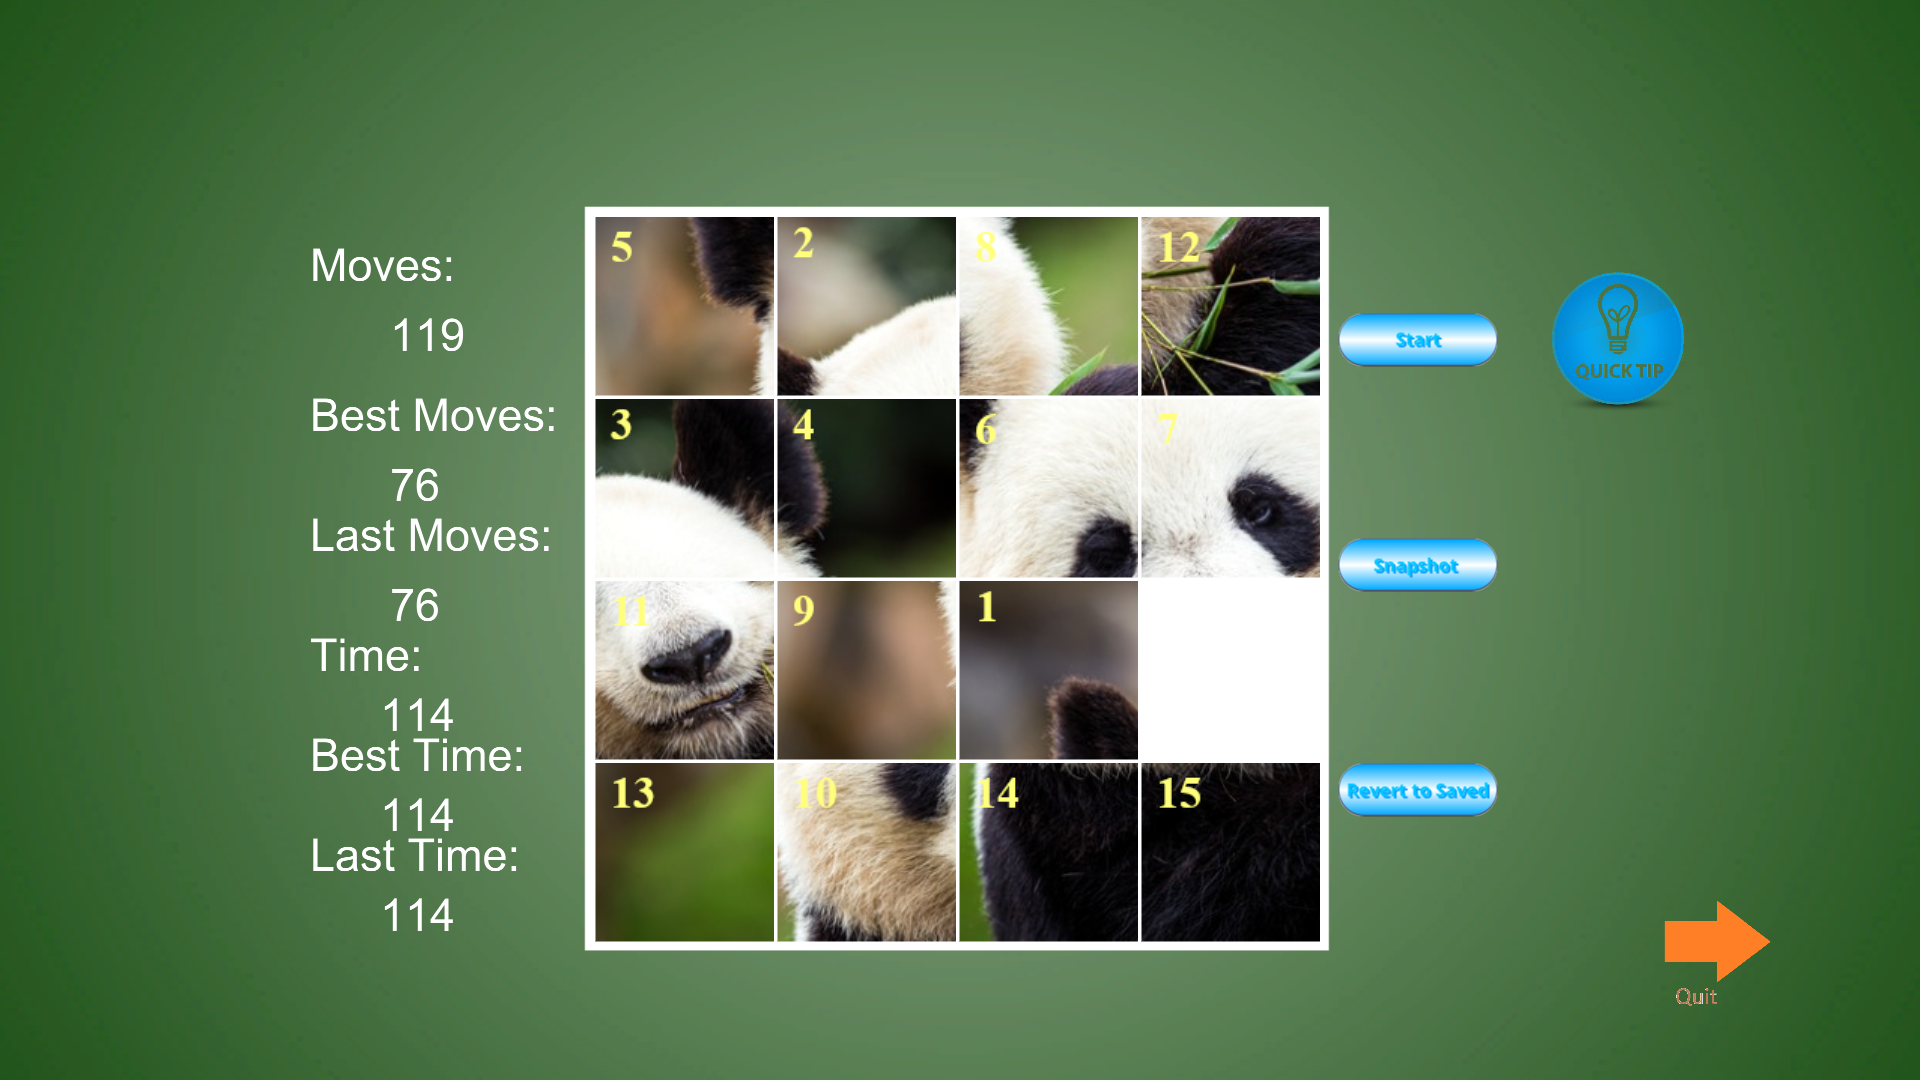 Moves:
119
Best Moves:
76
Last Moves:
76
Time:
114
Best Time:
114
Last Time:
114
5 2 8 12
3 4 6 7
11 9 1
13 10 14 15
Start
QUICK TIP
Snapshot
Revert to Saved
Quit